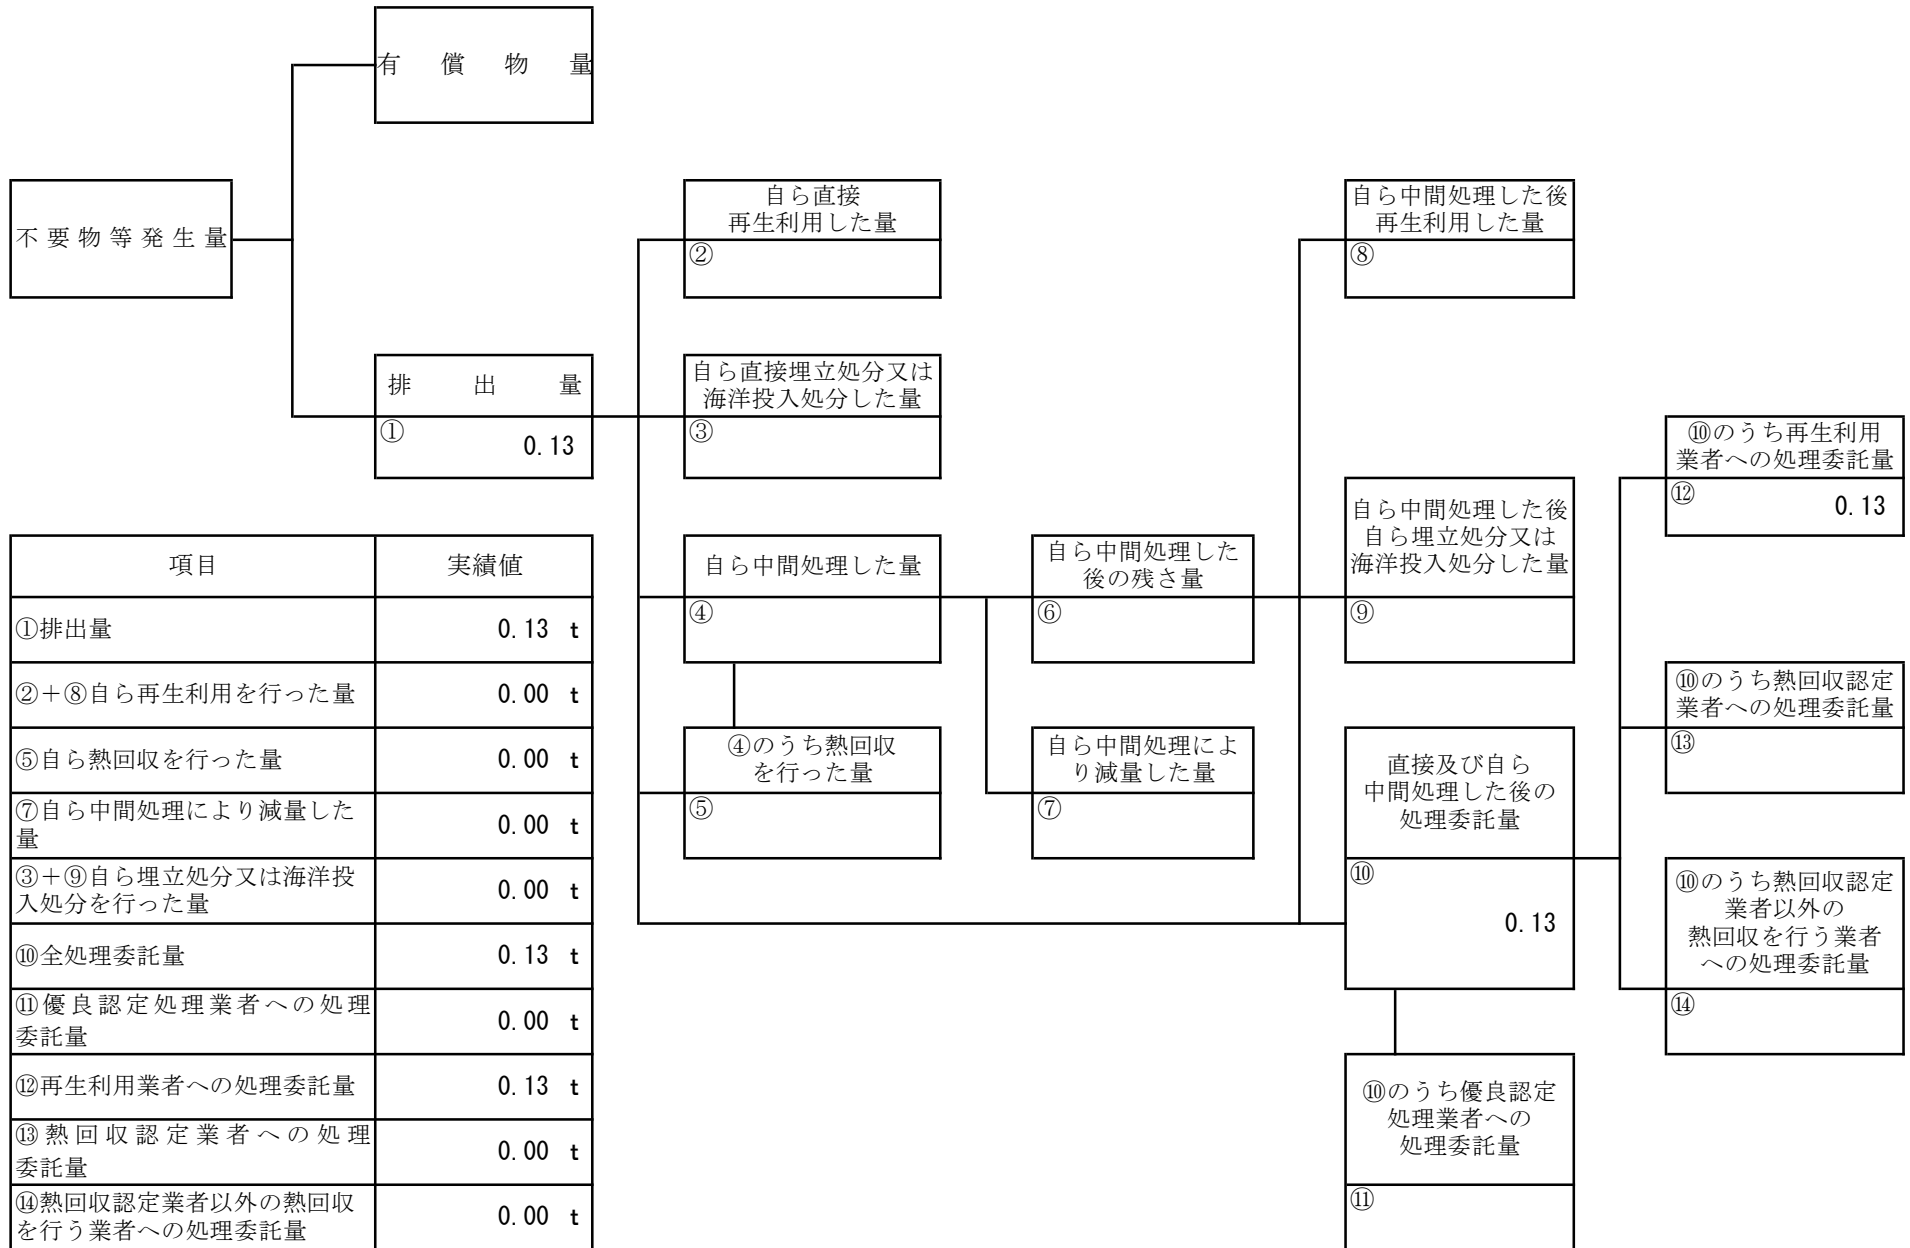 有償物量
不要物等発生量
自ら直接
再生利用した量
②
自ら中間処理した後
再生利用した量
⑧
排出量
①
0.13
自ら直接埋立処分又は
海洋投入処分した量
③
⑩のうち再生利用
業者への処理委託量
⑫
0.13
自ら中間処理した量
④
自ら中間処理した
後の残さ量
⑥
自ら中間処理した後
自ら埋立処分又は
海洋投入処分した量
⑨
④のうち熱回収
を行った量
⑤
自ら中間処理によ
り減量した量
⑦
直接及び自ら
中間処理した後の
処理委託量
⑩
0.13
⑩のうち熱回収認定
業者への処理委託量
⑬
⑩のうち熱回収認定
業者以外の
熱回収を行う業者
への処理委託量
⑭
⑩のうち優良認定
処理業者への
処理委託量
⑪
項目 実績値
①排出量 0.13 t
②+⑧自ら再生利用を行った量 0.00 t
⑤自ら熱回収を行った量 0.00 t
⑦自ら中間処理により減量した
量 0.00 t
③+⑨自ら埋立処分又は海洋投
入処分を行った量 0.00 t
⑩全処理委託量 0.13 t
⑪優良認定処理業者への処理
委託量 0.00 t
⑫再生利用業者への処理委託量 0.13 t
⑬熱回収認定業者への処理
委託量 0.00 t
⑭熱回収認定業者以外の熱回収
を行う業者への処理委託量 0.00 t